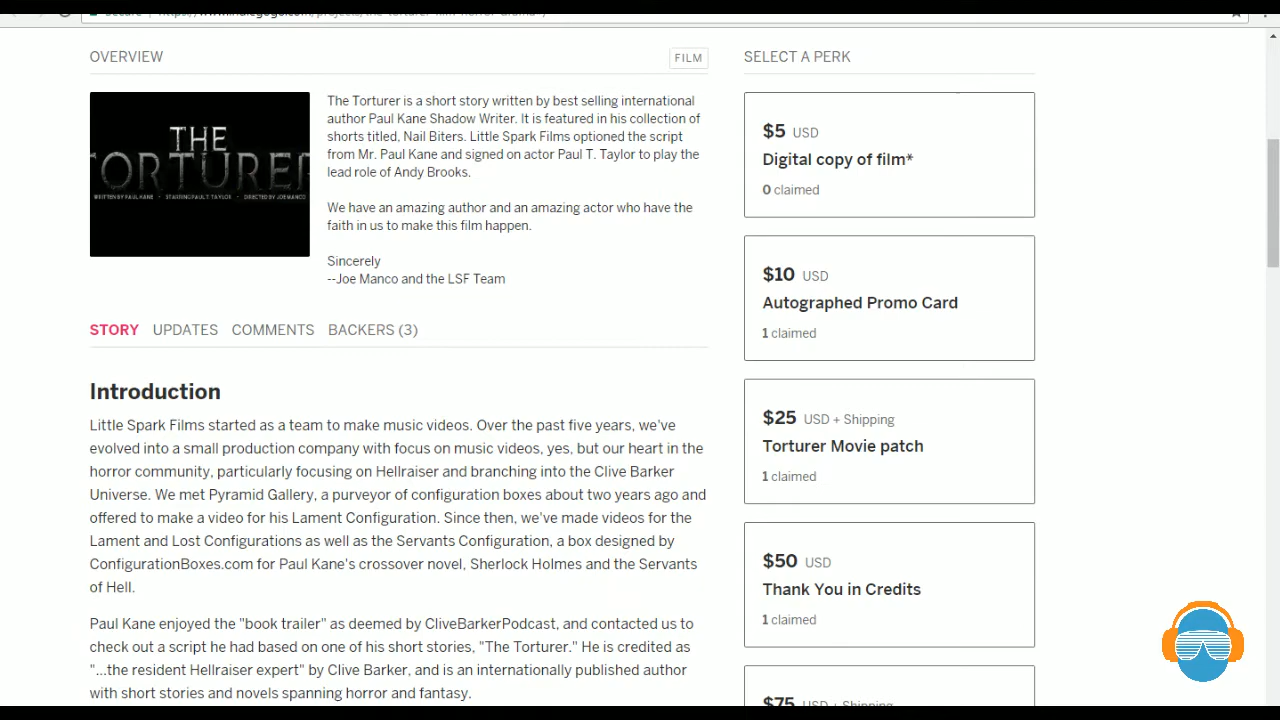 OVERVIEW
FILM
THE
TORTURER
WRITTEN BY PAUL KANE - STARRING PAUL T. TAYLOR - DIRECTED BY JOE MANCO
The Torturer is a short story written by best selling international
author Paul Kane Shadow Writer. It is featured in his collection of
shorts titled, Nail Biters. Little Spark Films optioned the script
from Mr. Paul Kane and signed on actor Paul T. Taylor to play the
lead role of Andy Brooks.
We have an amazing author and an amazing actor who have the
faith in us to make this film happen.
Sincerely
--Joe Manco and the LSF Team
STORY UPDATES COMMENTS BACKERS (3)
Introduction
Little Spark Films started as a team to make music videos. Over the past five years, we've
evolved into a small production company with focus on music videos, yes, but our heart in the
horror community, particularly focusing on Hellraiser and branching into the Clive Barker
Universe. We met Pyramid Gallery, a purveyor of configuration boxes about two years ago and
offered to make a video for his Lament Configuration. Since then, we've made videos for the
Lament and Lost Configurations as well as the Servants Configuration, a box designed by
ConfigurationBoxes.com for Paul Kane's crossover novel, Sherlock Holmes and the Servants
of Hell.
Paul Kane enjoyed the "book trailer" as deemed by CliveBarkerPodcast, and contacted us to
check out a script he had based on one of his short stories, "The Torturer." He is credited as
"...the resident Hellraiser expert" by Clive Barker, and is an internationally published author
with short stories and novels spanning horror and fantasy.
SELECT A PERK
$5 USD
Digital copy of film*
0 claimed
$10 USD
Autographed Promo Card
1 claimed
$25 USD + Shipping
Torturer Movie patch
1 claimed
$50 USD
Thank You in Credits
1 claimed
$75 USD + Shipping